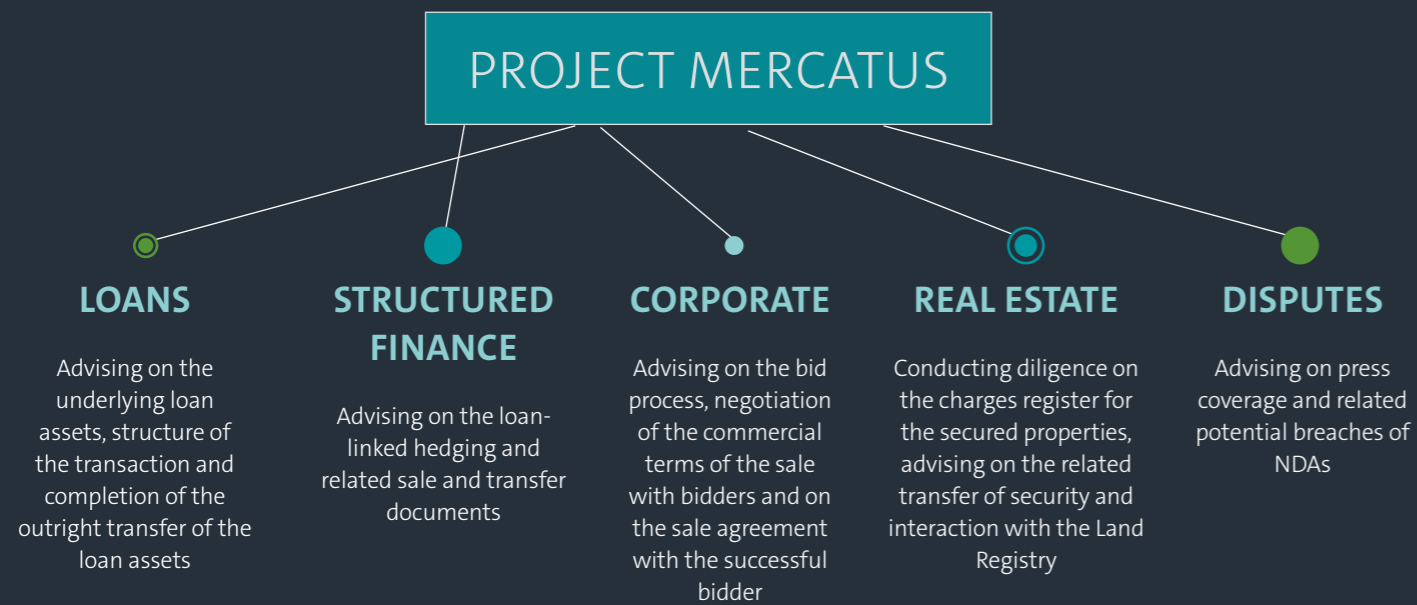 PROJECT MERCATUS
LOANS
Advising on the
underlying loan
assets, structure of
the transaction and
completion of the
outright transfer of the
loan assets
STRUCTURED
FINANCE
Advising on the loan-
linked hedging and
related sale and transfer
documents
CORPORATE
Advising on the bid
process, negotiation
of the commercial
terms of the sale
with bidders and on
the sale agreement
with the successful
bidder
REAL ESTATE
Conducting diligence on
the charges register for
the secured properties,
advising on the related
transfer of security and
interaction with the Land
Registry
DISPUTES
Advising on press
coverage and related
potential breaches of
NDAs